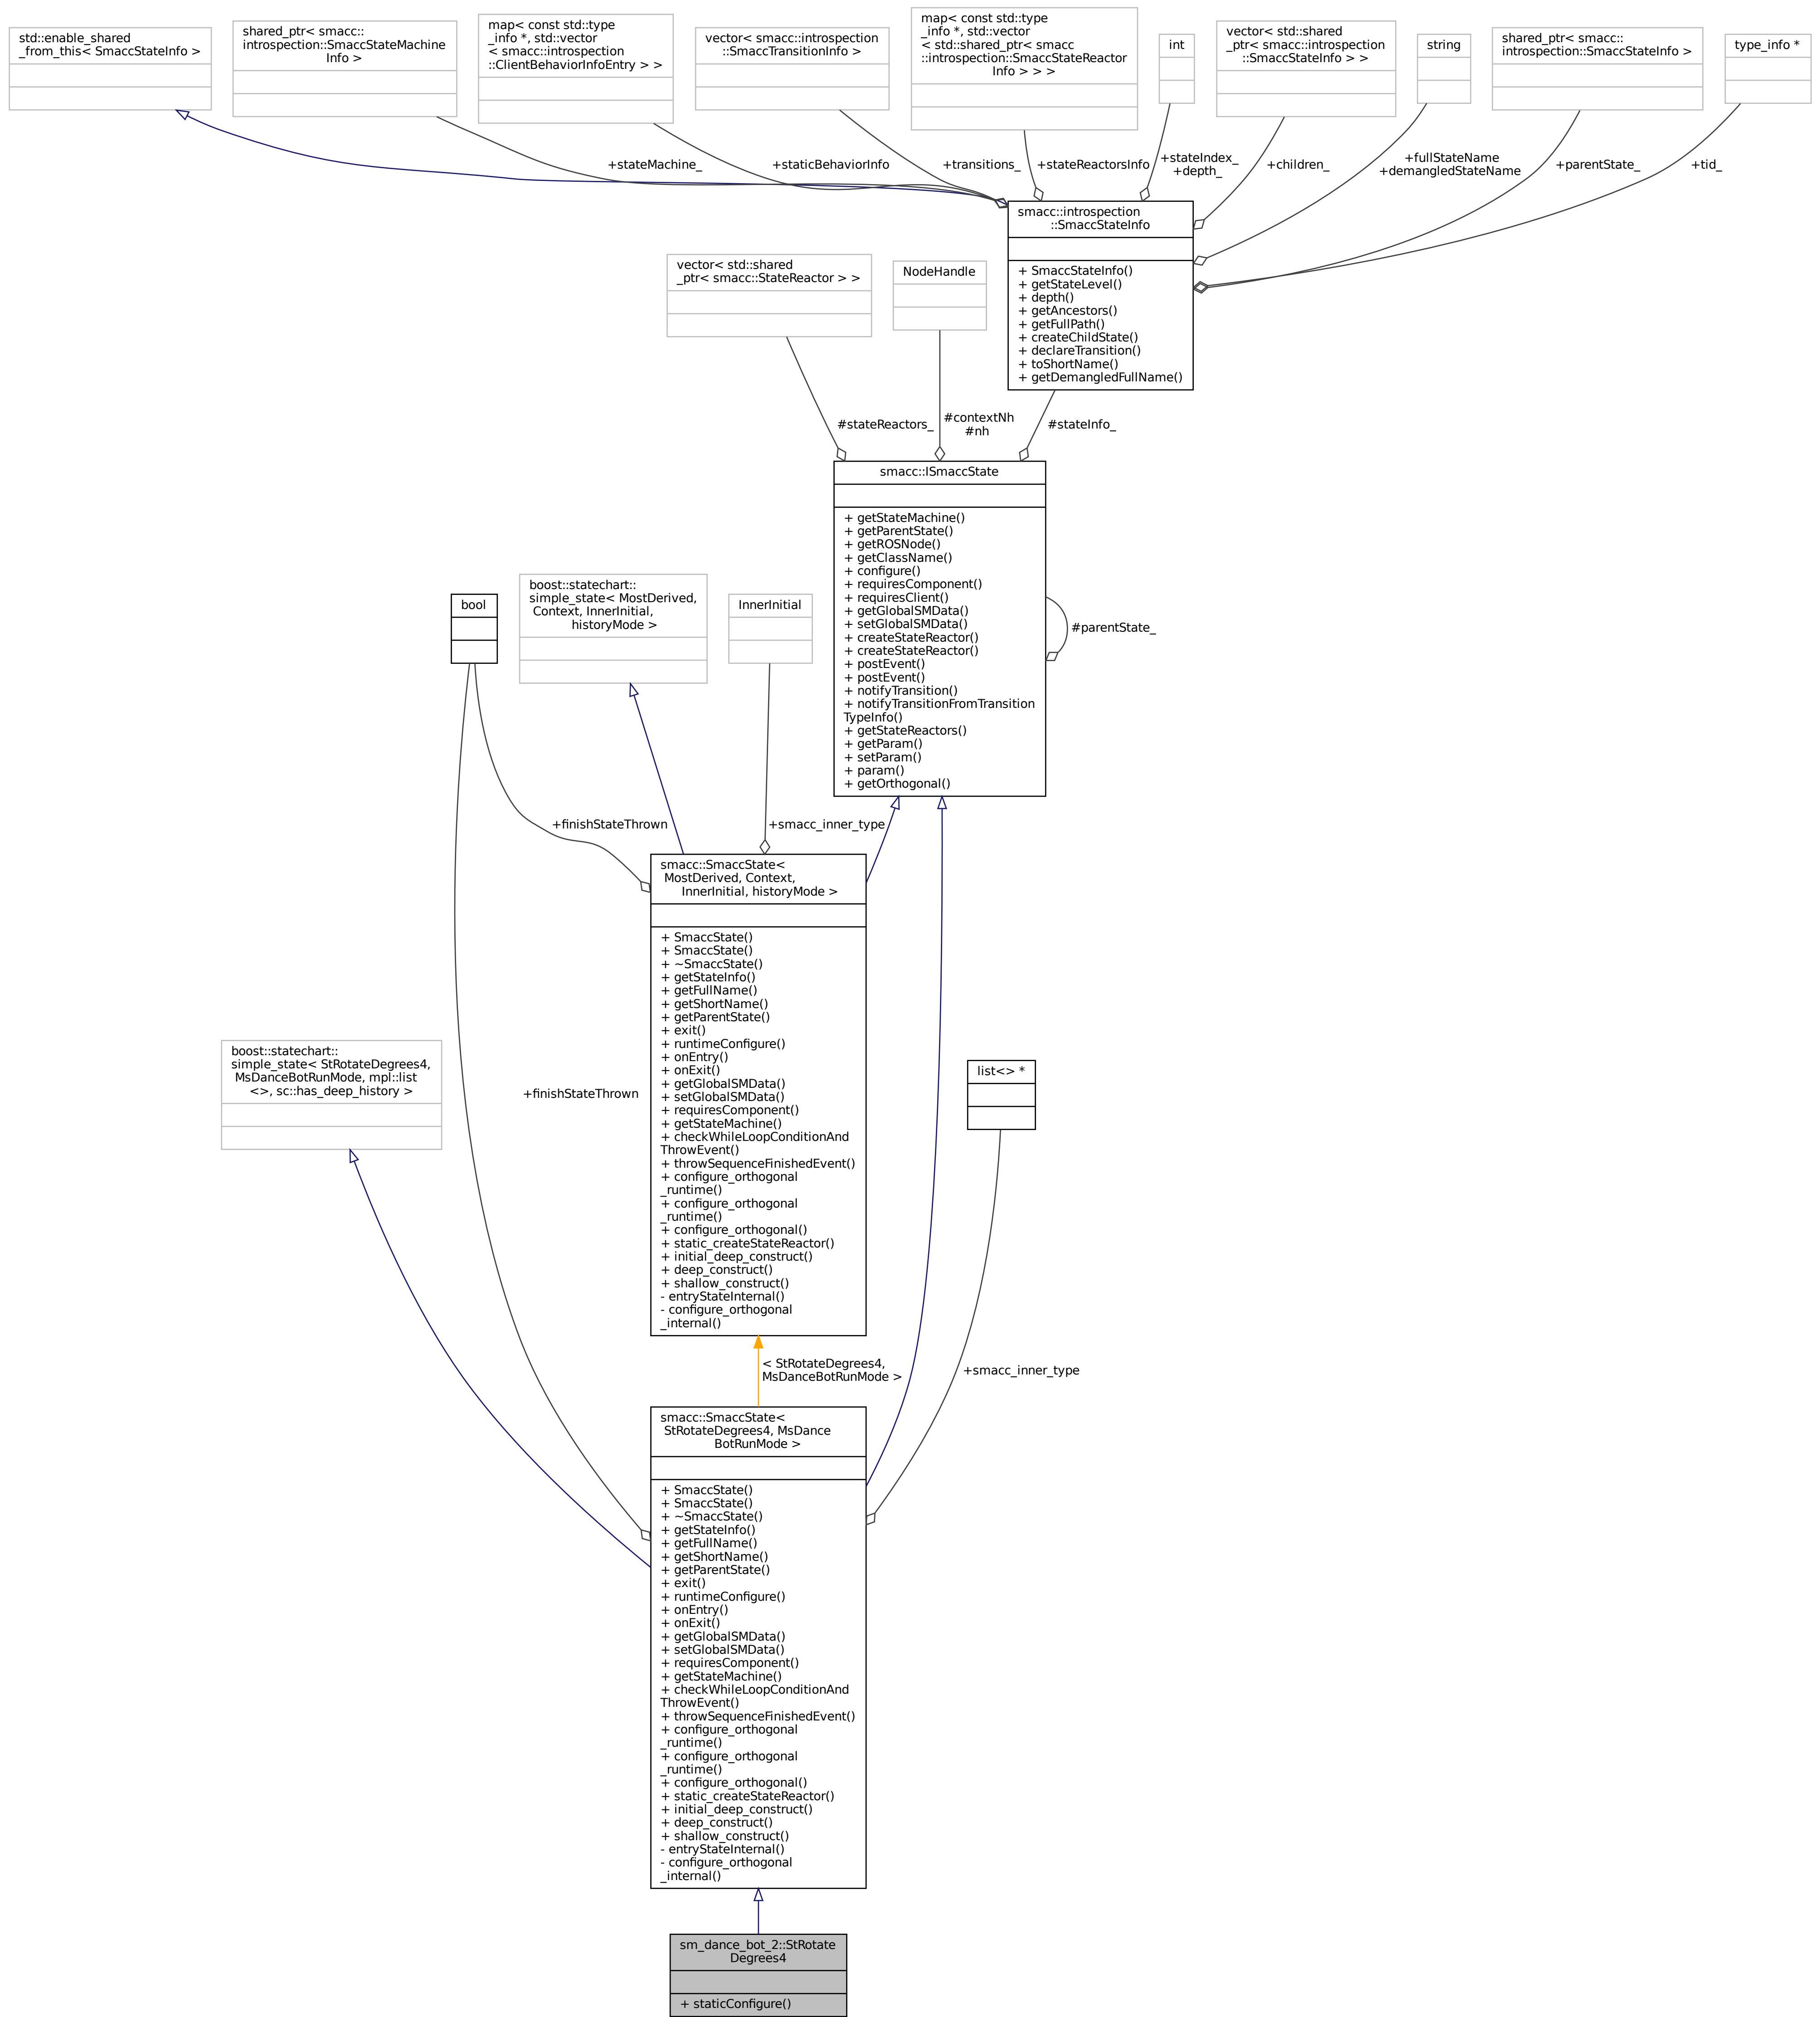 std::enable_shared
_from_this< SmaccStateInfo >
shared_ptr< smacc::
introspection::SmaccStateMachine
Info >
map< const std::type
_info *, std::vector
< smacc::introspection
::ClientBehaviorInfoEntry > >
vector< smacc::introspection
::SmaccTransitionInfo >
map< const std::type
_info *, std::vector
< std::shared_ptr< smacc
::introspection::SmaccStateReactor
Info > > >
int
vector< std::shared
_ptr< smacc::introspection
::SmaccStateInfo > >
string
shared_ptr< smacc::
introspection::SmaccStateInfo >
type_info *
+stateMachine_
+staticBehaviorInfo
+transitions_
+stateReactorsInfo
+stateIndex_
+depth_
+children_
+fullStateName
+demangledStateName
+parentState_
+tid_
smacc::introspection
::SmaccStateInfo
+ SmaccStateInfo()
+ getStateLevel()
+ depth()
+ getAncestors()
+ getFullPath()
+ createChildState()
+ declareTransition()
+ toShortName()
+ getDemangledFullName()
vector< std::shared
_ptr< smacc::StateReactor > >
NodeHandle
#stateReactors_
#contextNh
#nh
#stateInfo_
smacc::ISmaccState
+ getStateMachine()
+ getParentState()
+ getROSNode()
+ getClassName()
+ configure()
+ requiresComponent()
+ requiresClient()
+ getGlobalSMData()
+ setGlobalSMData()
+ createStateReactor()
+ createStateReactor()
+ postEvent()
+ postEvent()
+ notifyTransition()
+ notifyTransitionFromTransition
TypeInfo()
+ getStateReactors()
+ getParam()
+ setParam()
+ param()
+ getOrthogonal()
#parentState_
bool
boost::statechart::
simple_state< MostDerived,
Context, InnerInitial,
historyMode >
InnerInitial
+finishStateThrown
+smacc_inner_type
smacc::SmaccState<
MostDerived, Context,
InnerInitial, historyMode >
+ SmaccState()
+ SmaccState()
+ ~SmaccState()
+ getStateInfo()
+ getFullName()
+ getShortName()
+ getParentState()
+ exit()
+ runtimeConfigure()
+ onEntry()
+ onExit()
+ getGlobalSMData()
+ setGlobalSMData()
+ requiresComponent()
+ getStateMachine()
+ checkWhileLoopConditionAnd
ThrowEvent()
+ throwSequenceFinishedEvent()
+ configure_orthogonal
_runtime()
+ configure_orthogonal
_runtime()
+ configure_orthogonal()
+ static_createStateReactor()
+ initial_deep_construct()
+ deep_construct()
+ shallow_construct()
- entryStateInternal()
- configure_orthogonal
_internal()
boost::statechart::
simple_state< StRotateDegrees4,
MsDanceBotRunMode, mpl::list
<>, sc::has_deep_history >
+finishStateThrown
list<> *
< StRotateDegrees4,
MsDanceBotRunMode >
+smacc_inner_type
smacc::SmaccState<
StRotateDegrees4, MsDance
BotRunMode >
+ SmaccState()
+ SmaccState()
+ ~SmaccState()
+ getStateInfo()
+ getFullName()
+ getShortName()
+ getParentState()
+ exit()
+ runtimeConfigure()
+ onEntry()
+ onExit()
+ getGlobalSMData()
+ setGlobalSMData()
+ requiresComponent()
+ getStateMachine()
+ checkWhileLoopConditionAnd
ThrowEvent()
+ throwSequenceFinishedEvent()
+ configure_orthogonal
_runtime()
+ configure_orthogonal
_runtime()
+ configure_orthogonal()
+ static_createStateReactor()
+ initial_deep_construct()
+ deep_construct()
+ shallow_construct()
- entryStateInternal()
- configure_orthogonal
_internal()
sm_dance_bot_2::StRotate
Degrees4
+ staticConfigure()